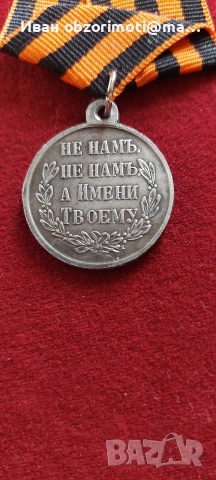 Иван obzorimoti@ma...
НЕ НАМЪ,
НЕ НАМЪ,
А ИМЕНИ
ТВОЕМУ.
BAZAR